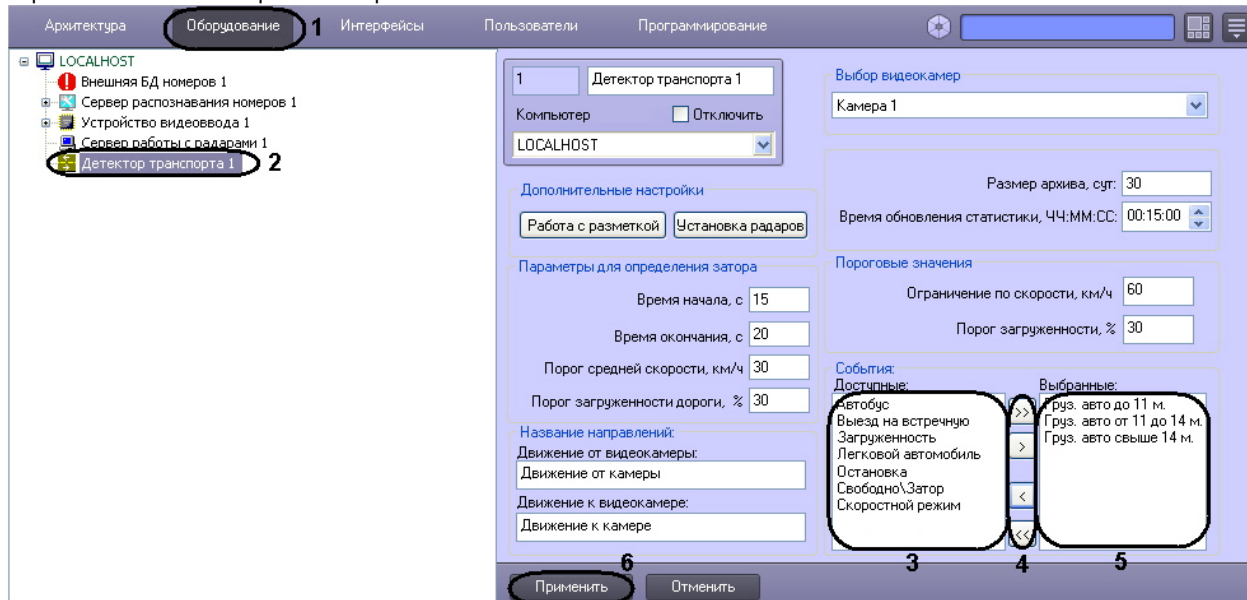 Архитектура Оборудование 1 Интерфейсы Пользователи Программирование
LOCALHOST
Внешняя БД номеров 1
Сервер распознавания номеров 1
Устройство видеоввода 1
Сервер работы с радарами 1
Детектор транспорта 1 2
1 Детектор транспорта 1
Компьютер Отключить
LOCALHOST
Дополнительные настройки
Работа с разметкой Установка радаров
Параметры для определения затора
Время начала, с 15
Время окончания, с 20
Порог средней скорости, км/ч 30
Порог загруженности дороги, % 30
Название направлений:
Движение от видеокамеры:
Движение от камеры
Движение к видеокамере:
Движение к камере
Выбор видеокамер
Камера 1
Размер архива, сут: 30
Время обновления статистики, ЧЧ:ММ:СС: 00:15:00
Пороговые значения
Ограничение по скорости, км/ч 60
Порог загруженности, % 30
События:
Доступные: Выбранные:
Автобус
Выезд на встречную
Загруженность
Легковой автомобиль
Остановка
Свободно\Затор
Скоростной режим
>>
>
<
<<
Груз. авто до 11 м.
Груз. авто от 11 до 14 м.
Груз. авто свыше 14 м.
3 4 5
6
Применить Отменить